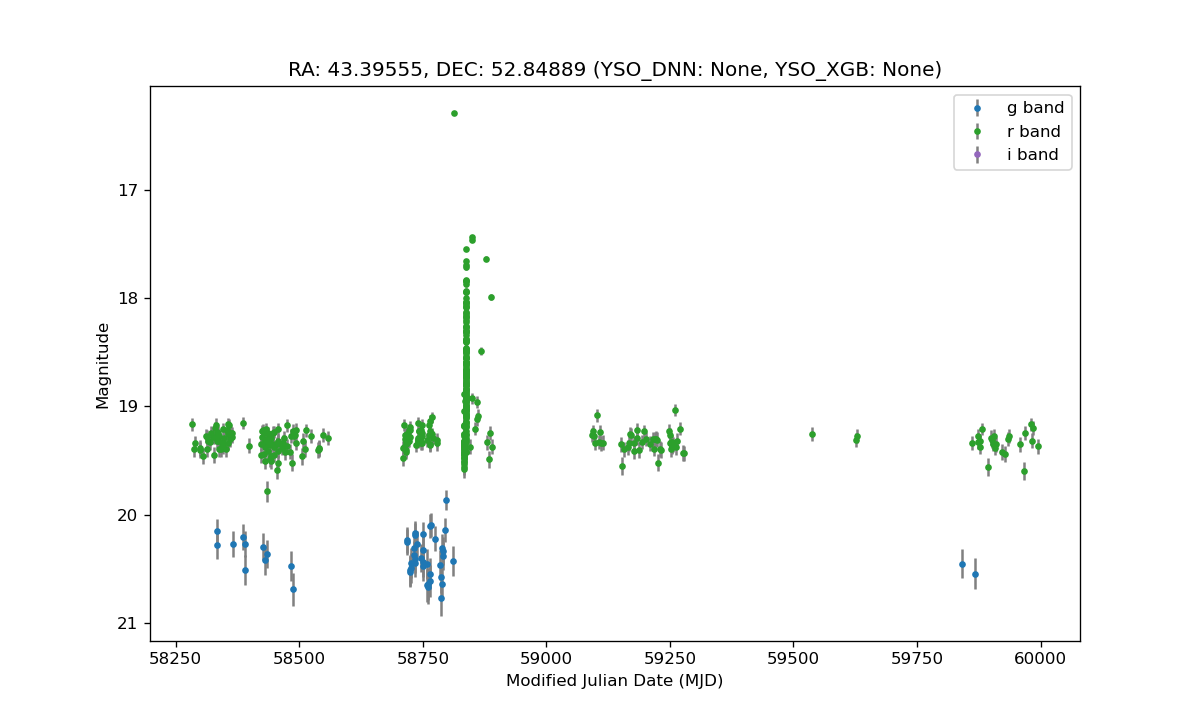 RA: 43.39555, DEC: 52.84889 (YSO_DNN: None, YSO_XGB: None)
g band
r band
i band
17
18
19
20
21
Magnitude
58250
58500
58750
59000
59250
59500
59750
60000
Modified Julian Date (MJD)